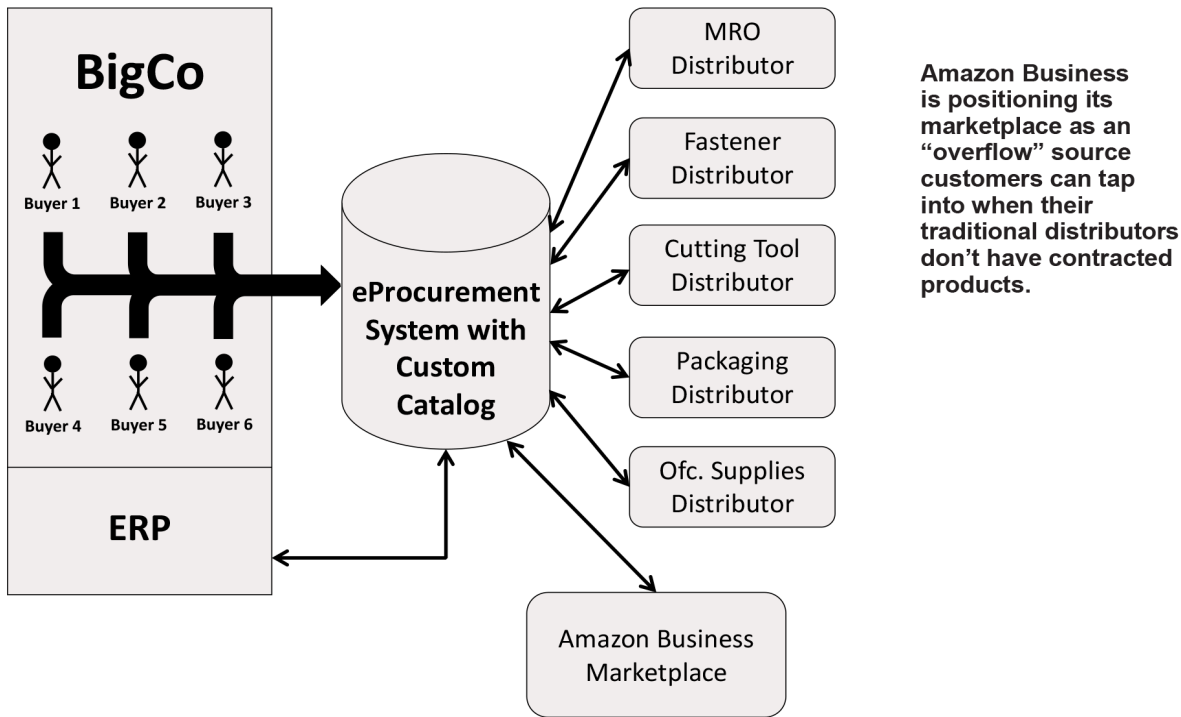 BigCo
Buyer 1
Buyer 2
Buyer 3
Buyer 4
Buyer 5
Buyer 6
ERP
eProcurement
System with
Custom
Catalog
MRO
Distributor
Fastener
Distributor
Cutting Tool
Distributor
Packaging
Distributor
Ofc. Supplies
Distributor
Amazon Business
Marketplace
Amazon Business
is positioning its
marketplace as an
“overflow” source
customers can tap
into when their
traditional distributors
don’t have contracted
products.